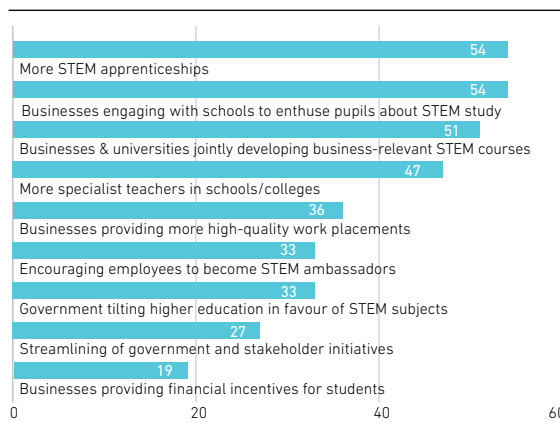 54
More STEM apprenticeships
54
Businesses engaging with schools to enthuse pupils about STEM study
51
Businesses & universities jointly developing business-relevant STEM courses
47
More specialist teachers in schools/colleges
36
Businesses providing more high-quality work placements
33
Encouraging employees to become STEM ambassadors
33
Government tilting higher education in favour of STEM subjects
27
Streamlining of government and stakeholder initiatives
19
Businesses providing financial incentives for students
0 20 40 60